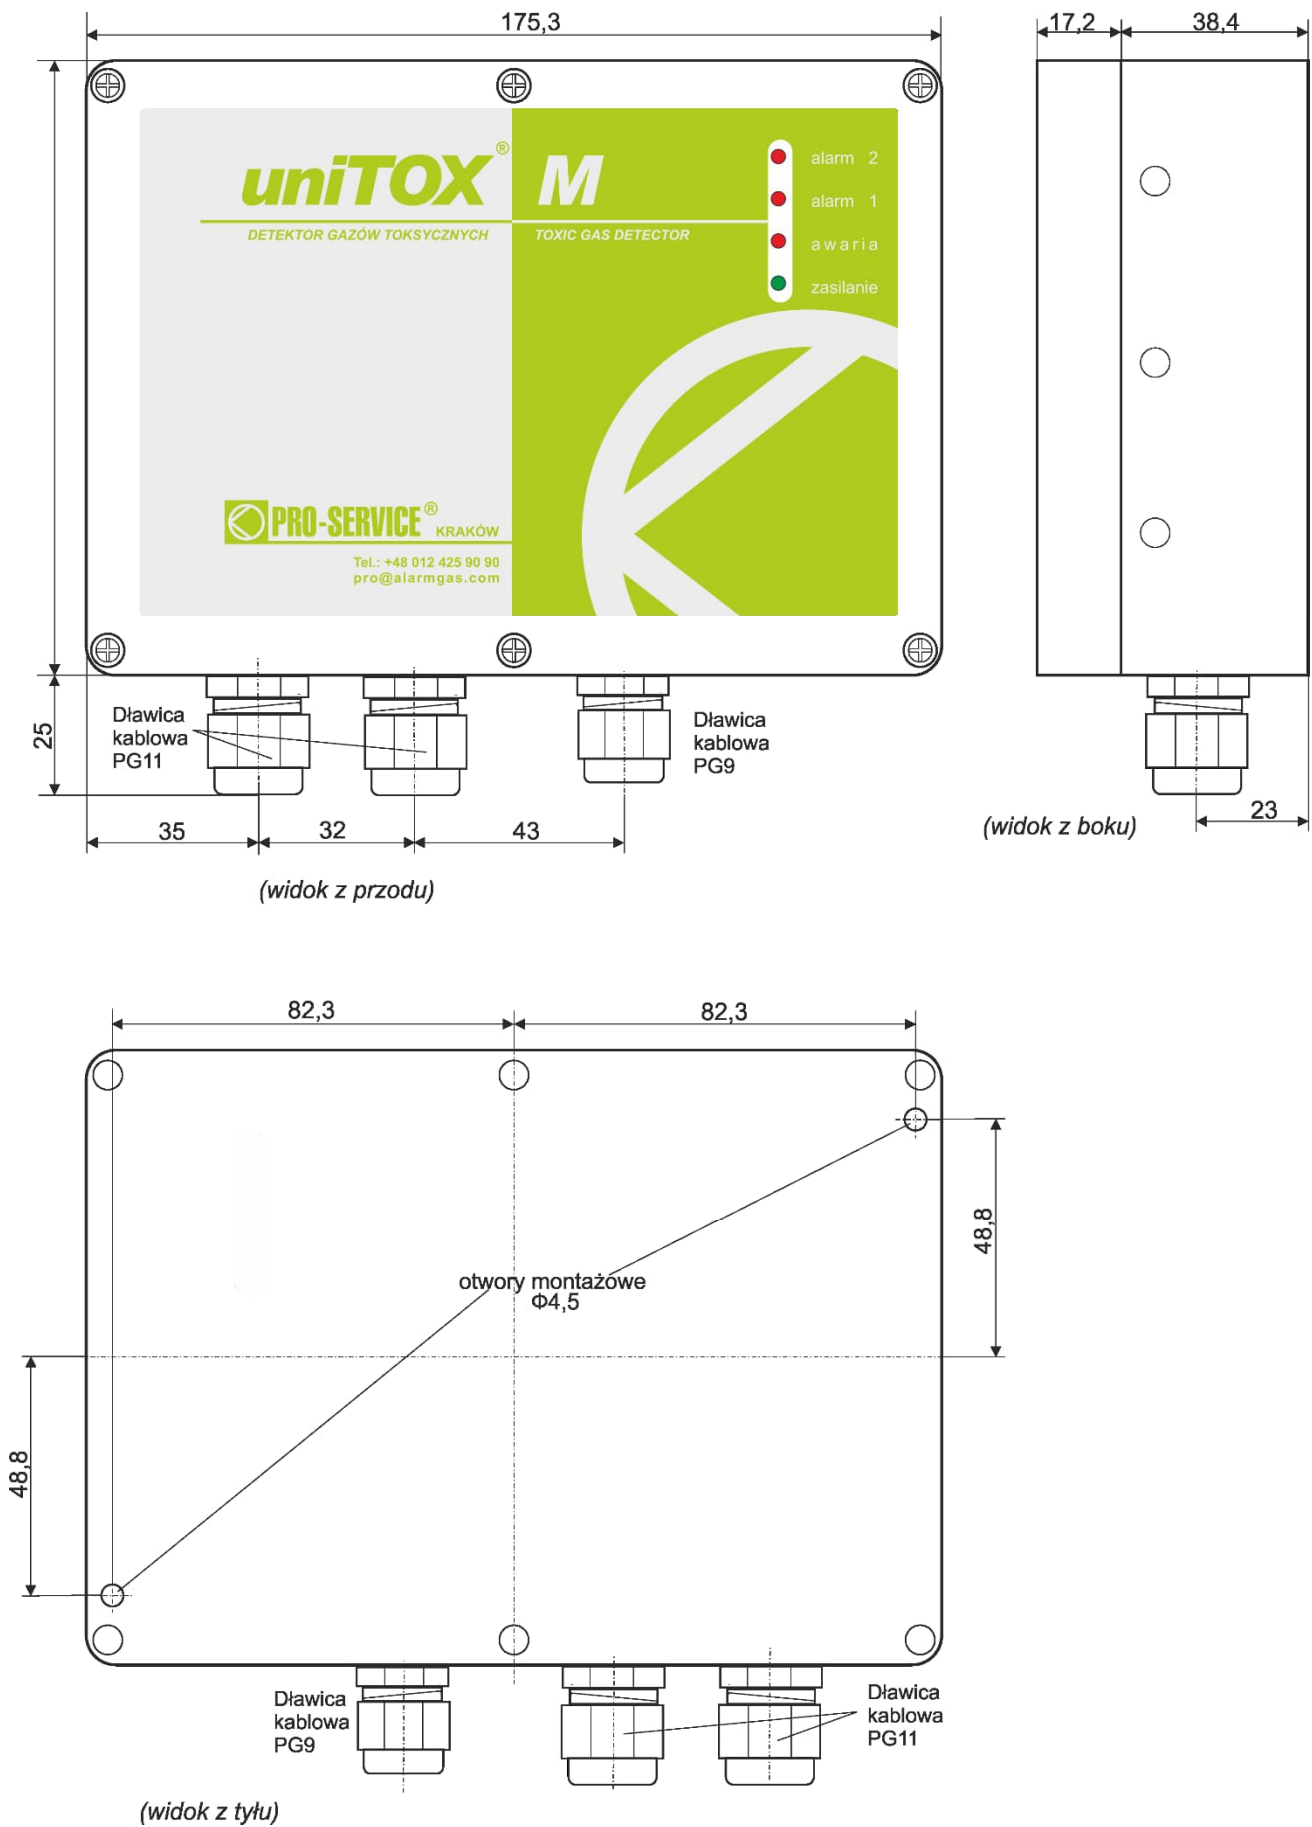 175,3
17,2
38,4
uniTOX® M
DETEKTOR GAZÓW TOKSYCZNYCH
TOXIC GAS DETECTOR
alarm 2
alarm 1
awaria
zasilanie
PRO-SERVICE® KRAKÓW
Tel.: +48 012 425 90 90
pro@alarmgas.com
25
Dławica
kablowa
PG11
Dławica
kablowa
PG9
35
32
43
23
(widok z przodu)
(widok z boku)
82,3
82,3
48,8
otwory montażowe
Φ4,5
48,8
Dławica
kablowa
PG9
Dławica
kablowa
PG11
(widok z tyłu)